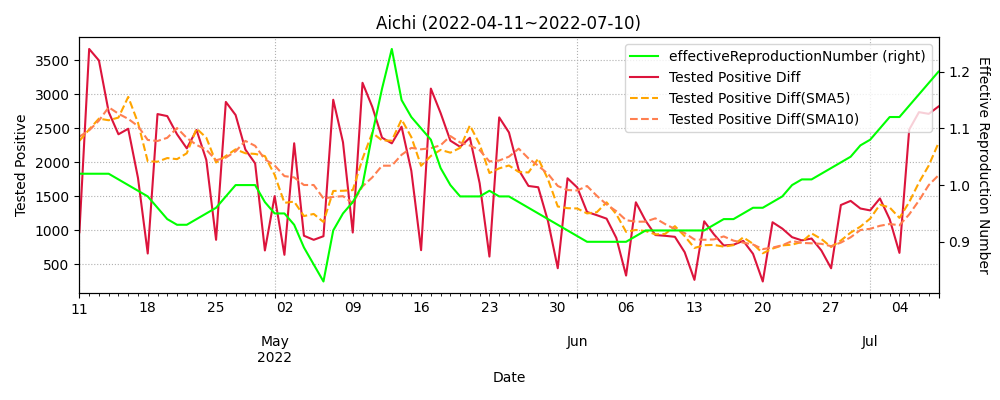 Aichi (2022-04-11~2022-07-10)
effectiveReproductionNumber (right)
Tested Positive Diff
Tested Positive Diff(SMA5)
Tested Positive Diff(SMA10)
Tested Positive
3500
3000
2500
2000
1500
1000
500
1.2
1.1
1.0
0.9
Effective Reproduction Number
11 18 25 02 09 16 23 30 06 13 20 27 04
May Jun Jul
2022
Date